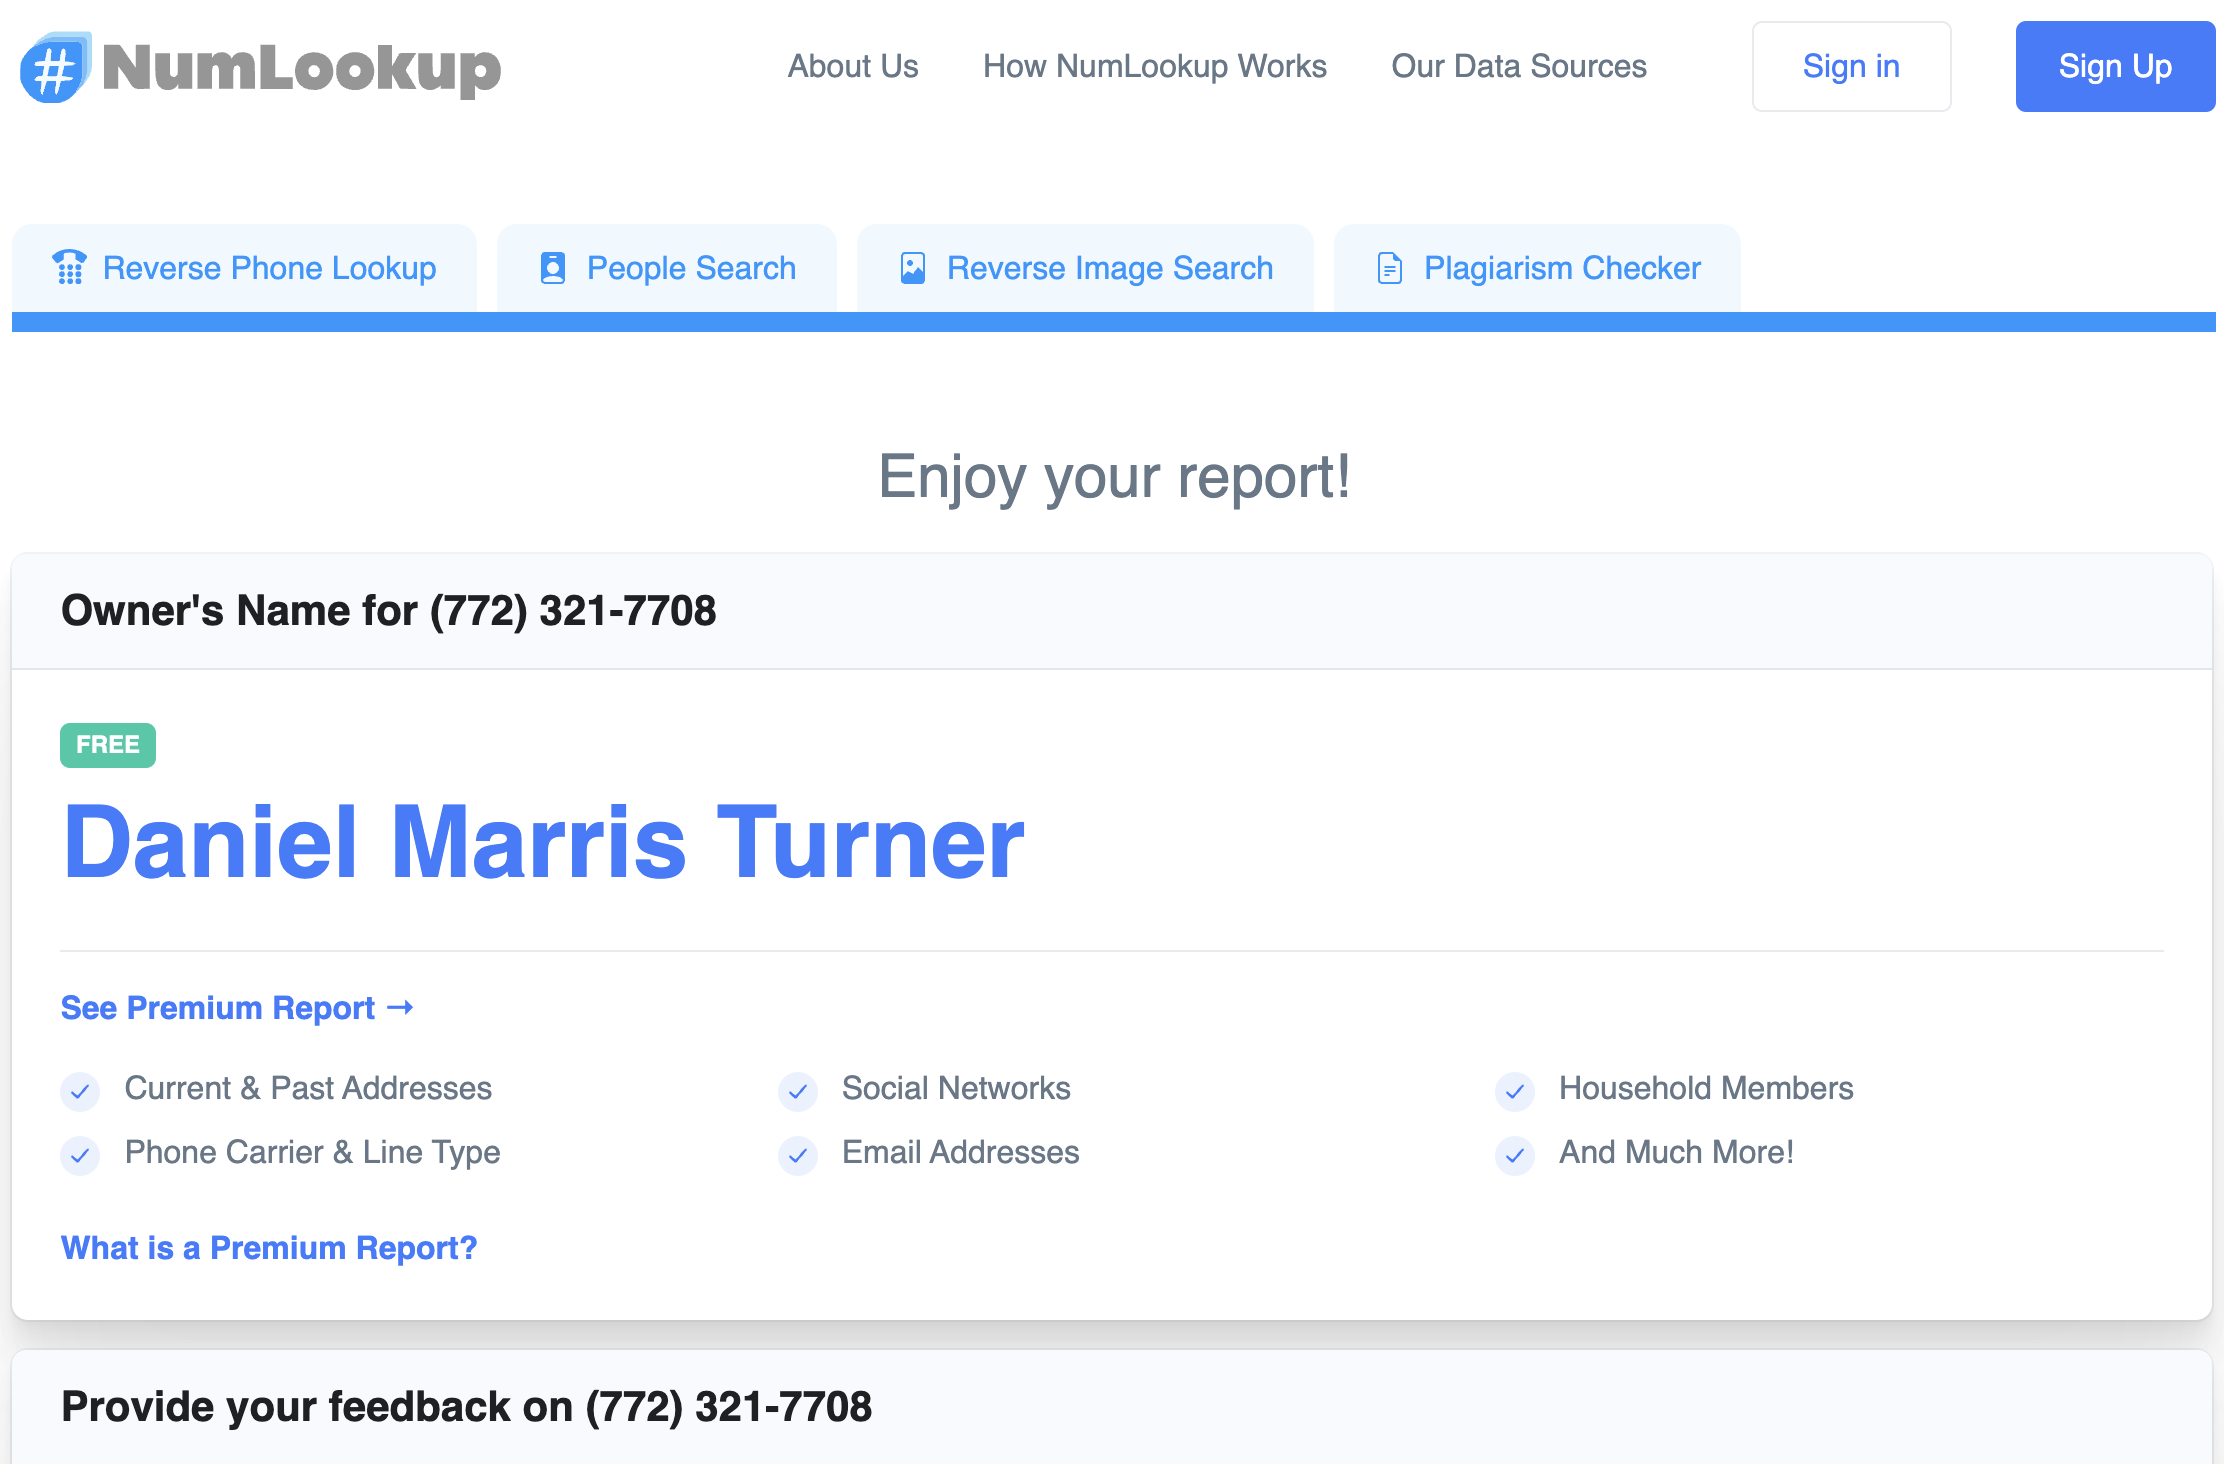 # NumLookup
About Us How NumLookup Works Our Data Sources Sign in Sign Up
Reverse Phone Lookup People Search Reverse Image Search Plagiarism Checker
Enjoy your report!
Owner's Name for (772) 321-7708
FREE
Daniel Marris Turner
See Premium Report →
Current & Past Addresses Social Networks Household Members
Phone Carrier & Line Type Email Addresses And Much More!
What is a Premium Report?
Provide your feedback on (772) 321-7708